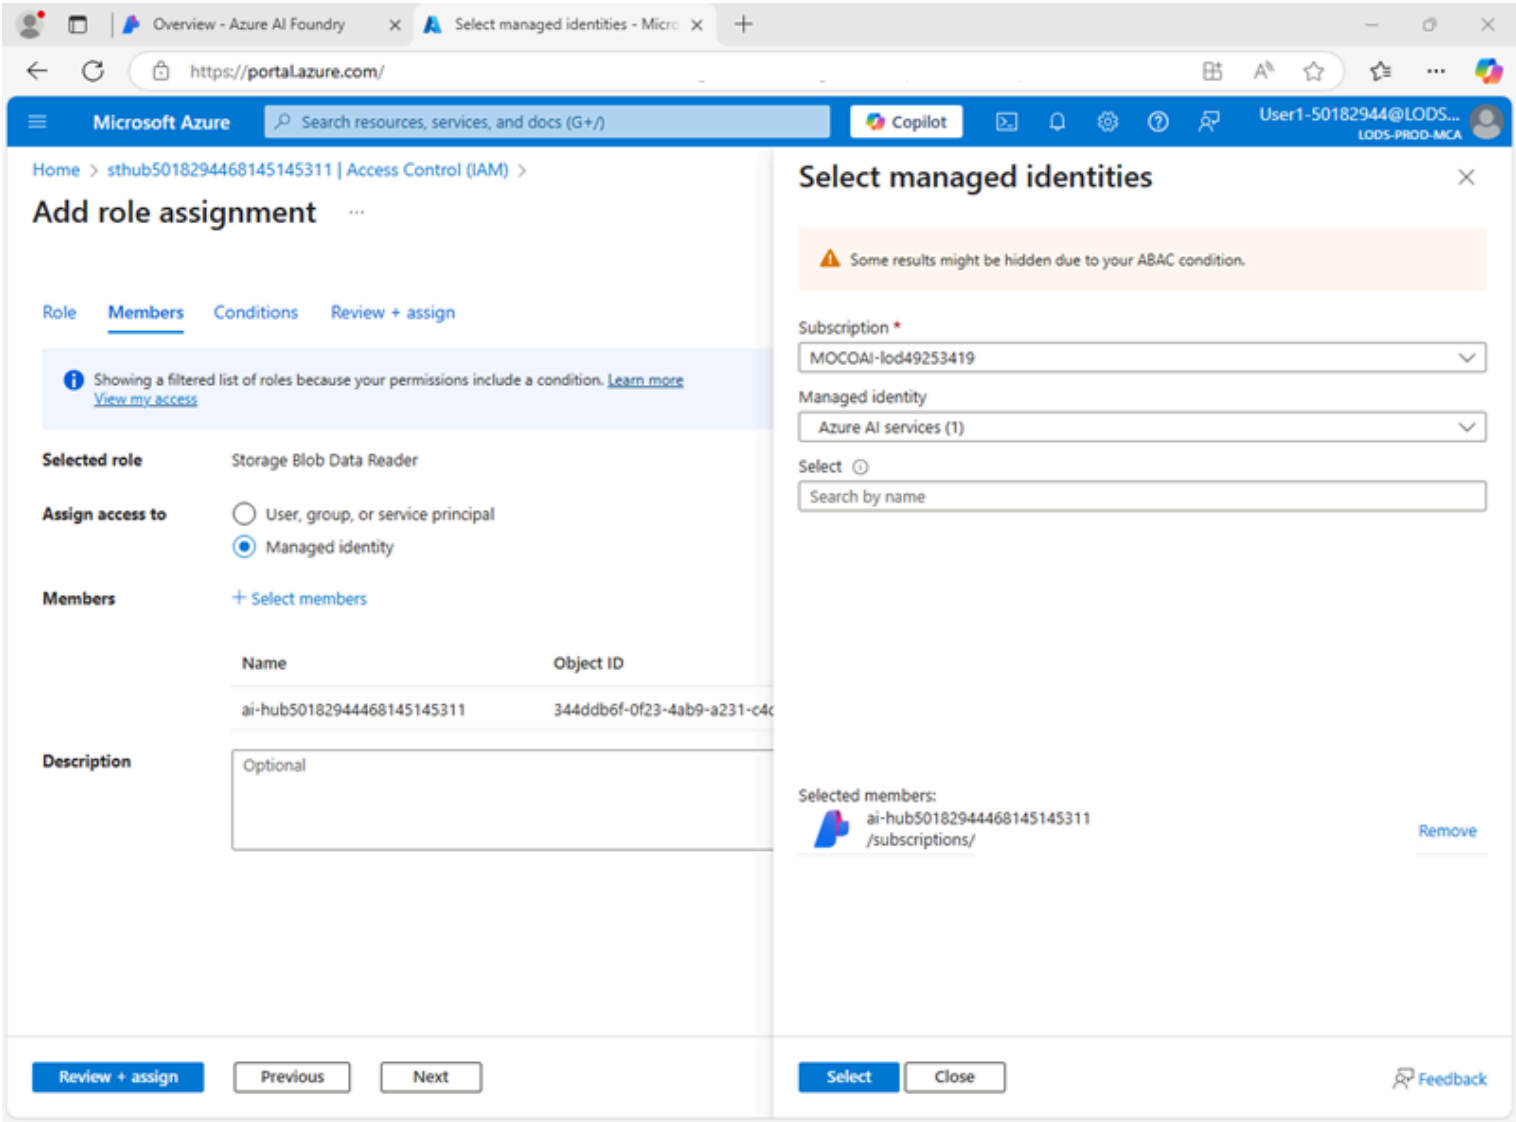 Overview - Azure AI Foundry
Select managed identities - Micro
https://portal.azure.com/
Microsoft Azure
Search resources, services, and docs (G+/)
Copilot
User1-50182944@LODS...
LODS-PROD-MCA
Home > sthub50182944681451453​11 | Access Control (IAM) >
Add role assignment ...
Role Members Conditions Review + assign
Showing a filtered list of roles because your permissions include a condition. Learn more
View my access
Selected role Storage Blob Data Reader
Assign access to User, group, or service principal
Managed identity
Members + Select members
Name Object ID
ai-hub50182944468145145311 344ddb6f-0f23-4ab9-a231-c4c
Description Optional
Review + assign Previous Next
Select managed identities
Some results might be hidden due to your ABAC condition.
Subscription *
MOCOAI-lod49253419
Managed identity
Azure AI services (1)
Select
Search by name
Selected members:
ai-hub50182944468145145311
/subscriptions/
Remove
Select Close
Feedback